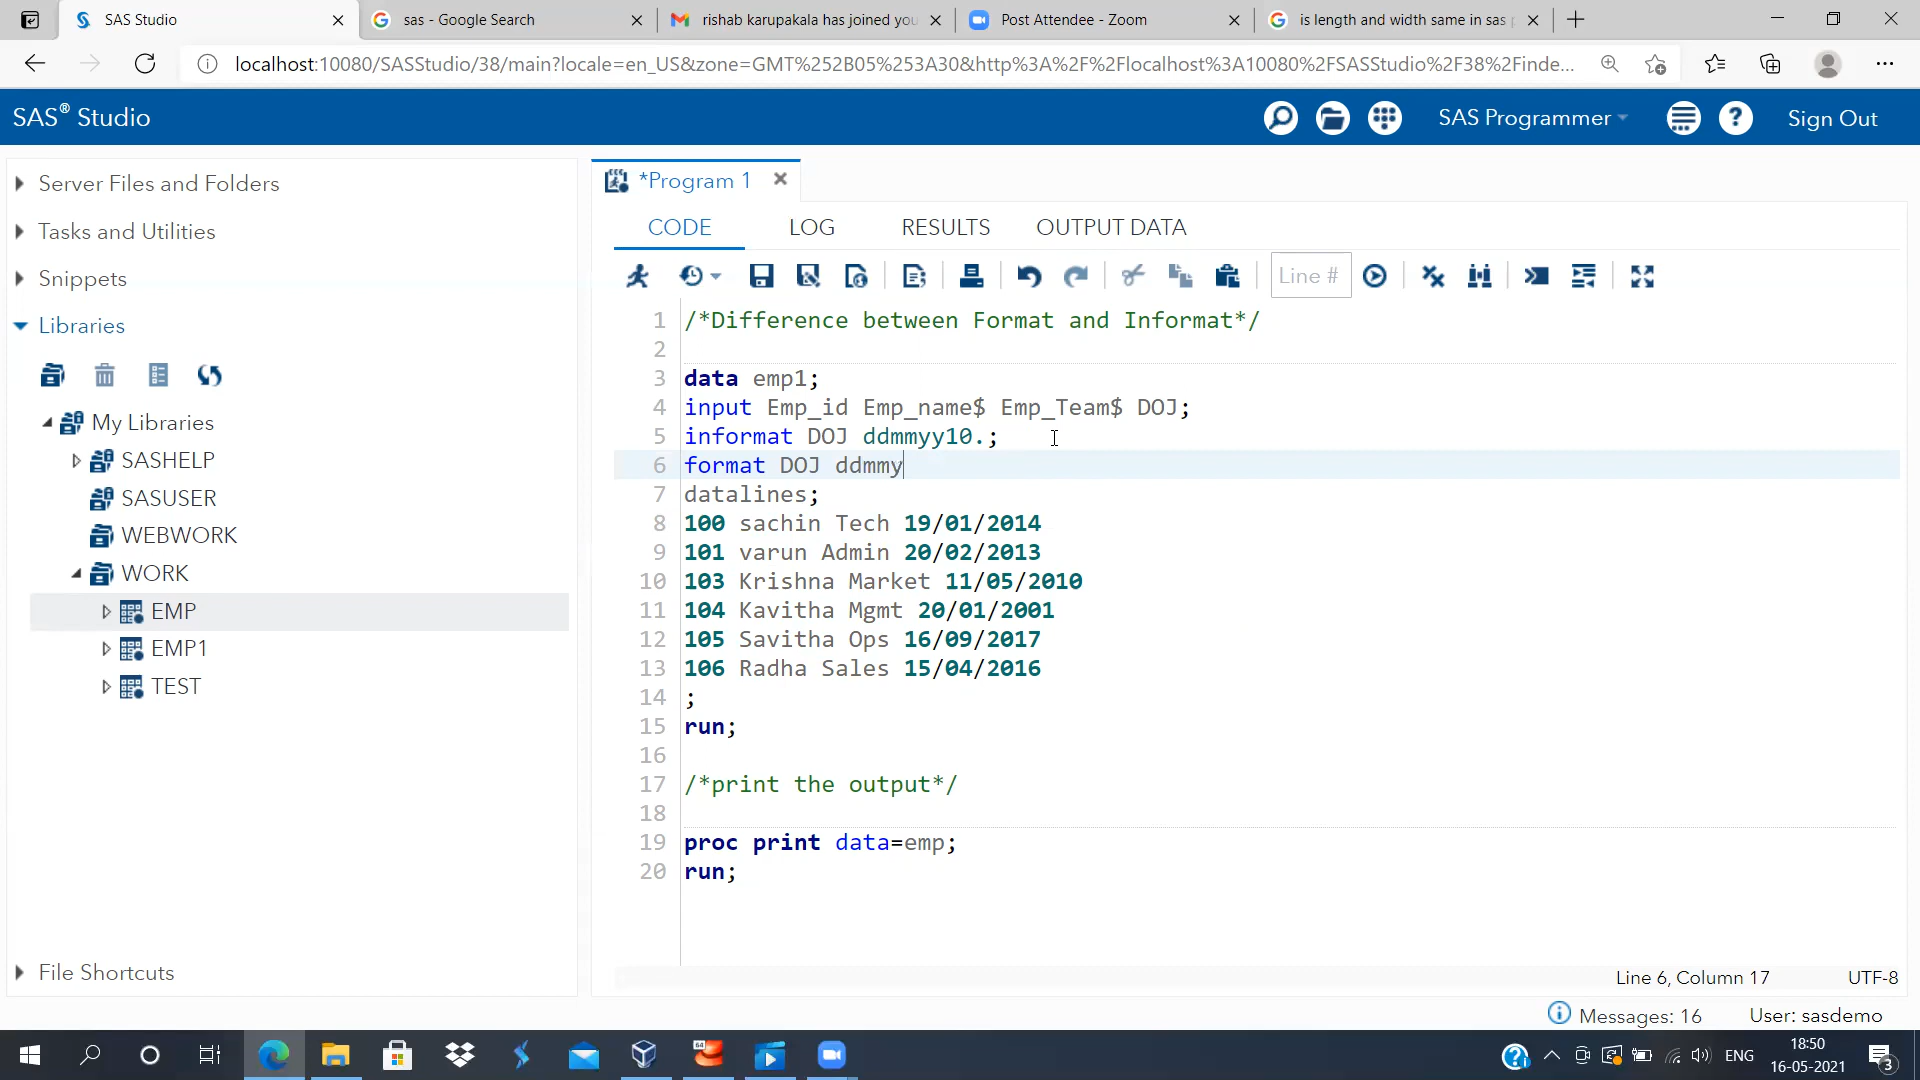 SAS Studio
sas - Google Search
rishab karupakala has joined you
Post Attendee - Zoom
is length and width same in sas
localhost:10080/SASStudio/38/main?locale=en_US&zone=GMT%252B05%253A30&http%3A%2F%2Flocalhost%3A10080%2FSASStudio%2F38%2Finde...
SAS® Studio
SAS Programmer
Sign Out
Server Files and Folders
Tasks and Utilities
Snippets
Libraries
My Libraries
SASHELP
SASUSER
WEBWORK
WORK
EMP
EMP1
TEST
File Shortcuts
*Program 1
CODE LOG RESULTS OUTPUT DATA
Line #
1 /*Difference between Format and Informat*/
2
3 data emp1;
4 input Emp_id Emp_name$ Emp_Team$ DOJ;
5 informat DOJ ddmmyy10.;
6 format DOJ ddmmy
7 datalines;
8 100 sachin Tech 19/01/2014
9 101 varun Admin 20/02/2013
10 103 Krishna Market 11/05/2010
11 104 Kavitha Mgmt 20/01/2001
12 105 Savitha Ops 16/09/2017
13 106 Radha Sales 15/04/2016
14 ;
15 run;
16
17 /*print the output*/
18
19 proc print data=emp;
20 run;
Line 6, Column 17
UTF-8
Messages: 16
User: sasdemo
64
ENG
18:50
16-05-2021
3